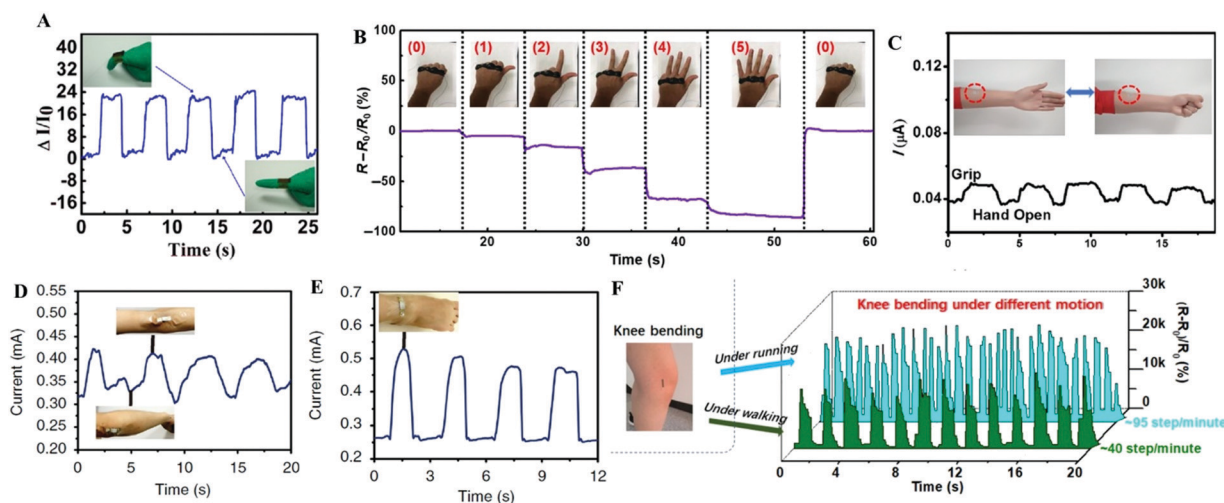 A
Δ I/I0
40
32
24
16
8
0
-8
-16
0 5 10 15 20 25
Time (s)
B
R−R0/R0 (%)
100
50
0
−50
−100
(0) (1) (2) (3) (4) (5) (0)
20 30 40 50 60
Time (s)
C
I (μA)
0.12
0.08
0.04
Grip
Hand Open
0 5 10 15
Time (s)
D
Current (mA)
0.55
0.50
0.45
0.40
0.35
0.30
0.25
0.20
0 5 10 15 20
Time (s)
E
Current (mA)
0.7
0.6
0.5
0.4
0.3
0.2
0 3 6 9 12
Time (s)
F
Knee bending
Under running
Under walking
Knee bending under different motion
30k
20k
10k
0
(R-R0)/R0 (%)
~95 step/minute
~40 step/minute
0 4 8 12 16 20
Time (s)